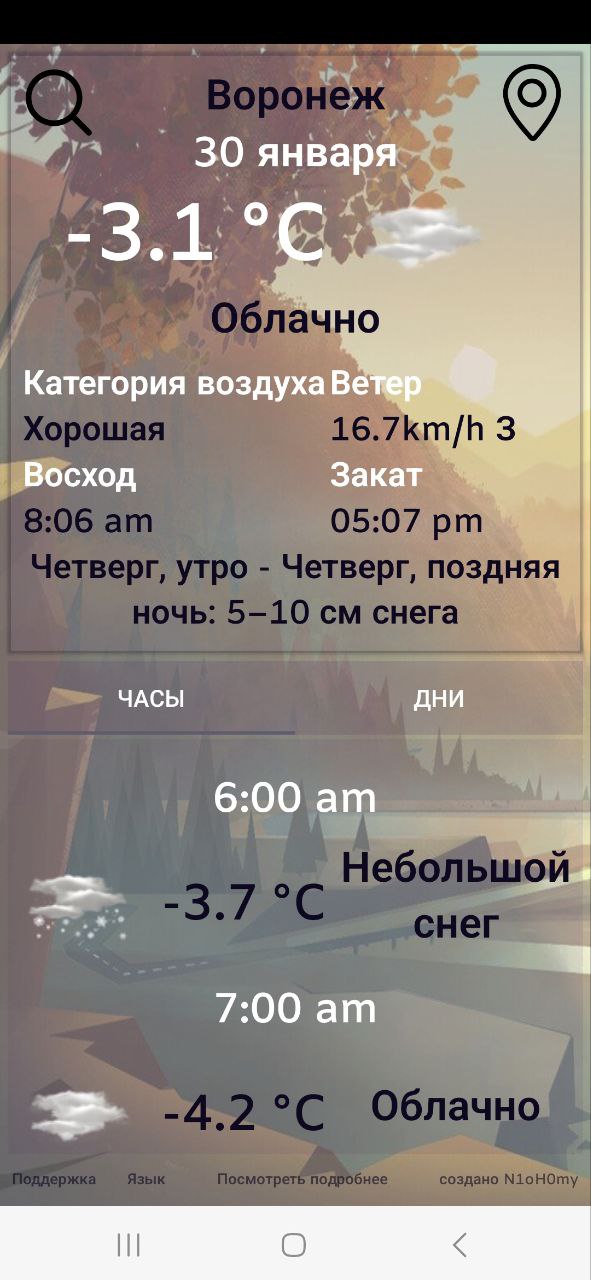 Воронеж
30 января
-3.1 °C
Облачно
Категория воздуха Ветер
Хорошая 16.7km/h З
Восход Закат
8:06 am 05:07 pm
Четверг, утро - Четверг, поздняя
ночь: 5–10 см снега
ЧАСЫ ДНИ
6:00 am
-3.7 °C Небольшой
снег
7:00 am
-4.2 °C Облачно
Поддержка Язык Посмотреть подробнее создано N1oH0my